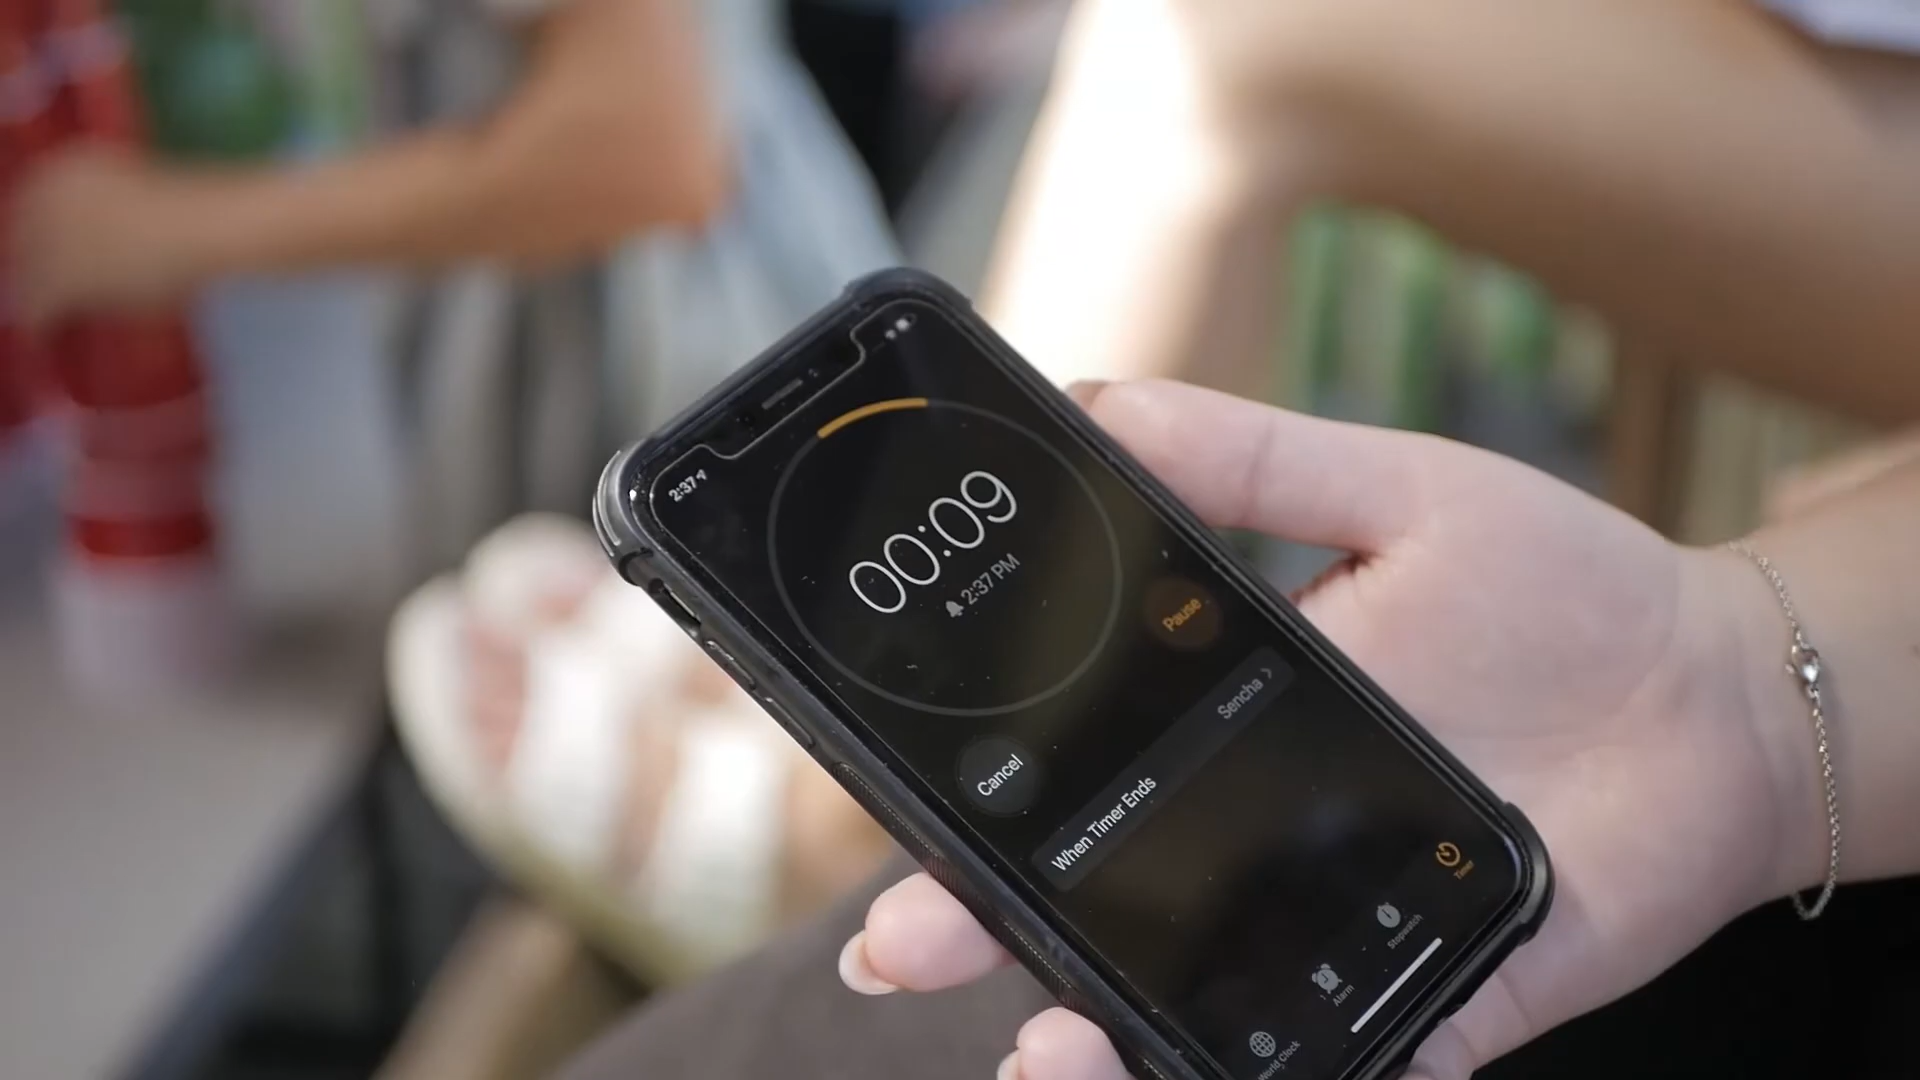 2:37
00:09
2:37 PM
Cancel
Pause
When Timer Ends
Sencha
World Clock
Alarm
Stopwatch
Timer